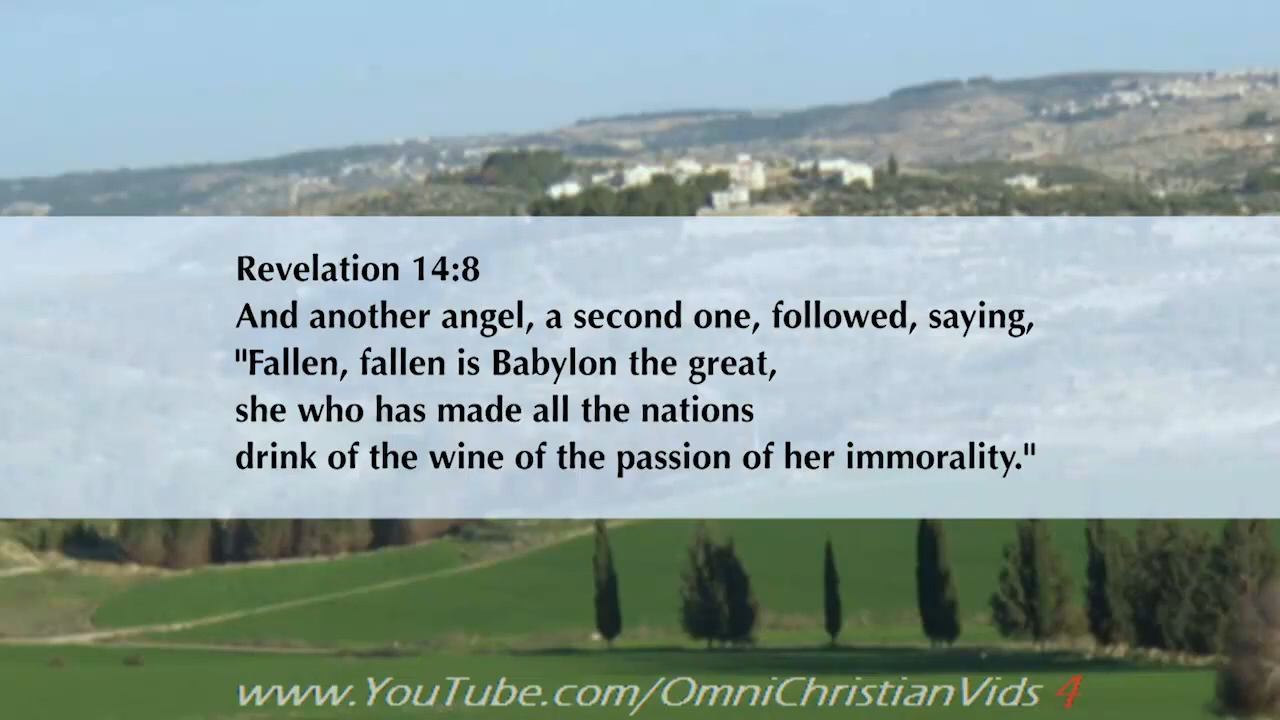 Revelation 14:8
And another angel, a second one, followed, saying,
"Fallen, fallen is Babylon the great,
she who has made all the nations
drink of the wine of the passion of her immorality."
www.YouTube.com/OmniChristianVids 4